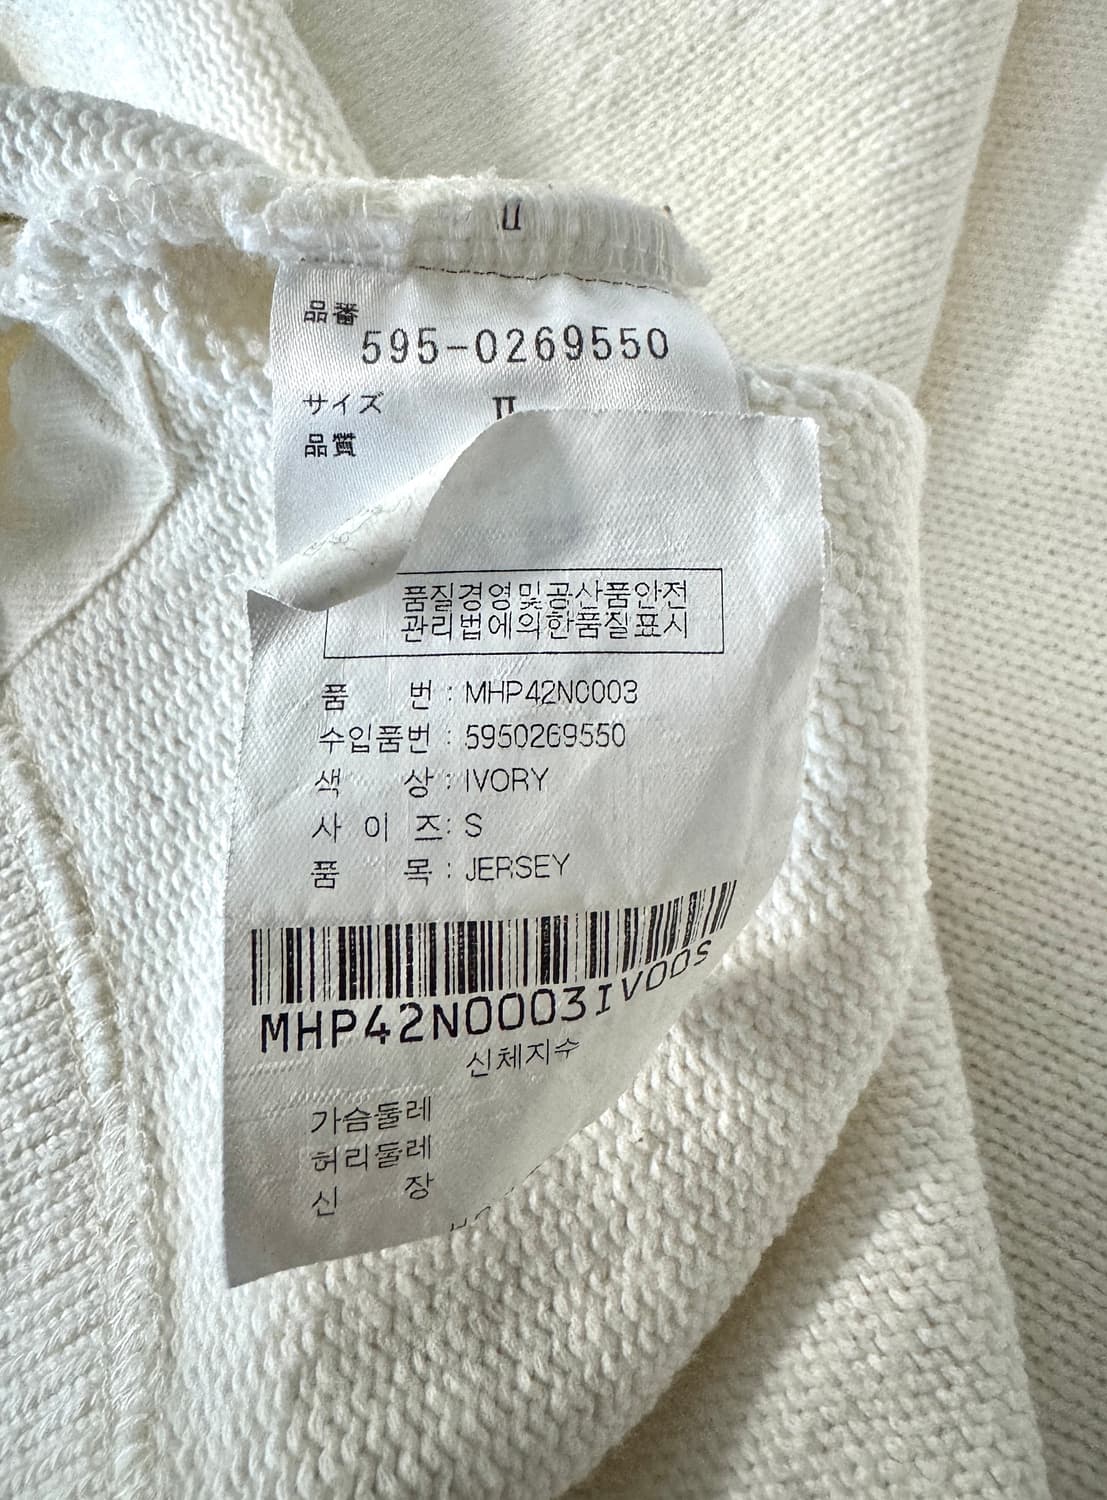 II
品番
595-0269550
サイズ II
品質
품질경영및공산품안전
관리법에의한품질표시
품 번 : MHP42N0003
수입품번 : 5950269550
색 상 : IVORY
사 이 즈 : S
품 목 : JERSEY
MHP42N0003IV00S
신체지수
가슴둘레
허리둘레
신 장